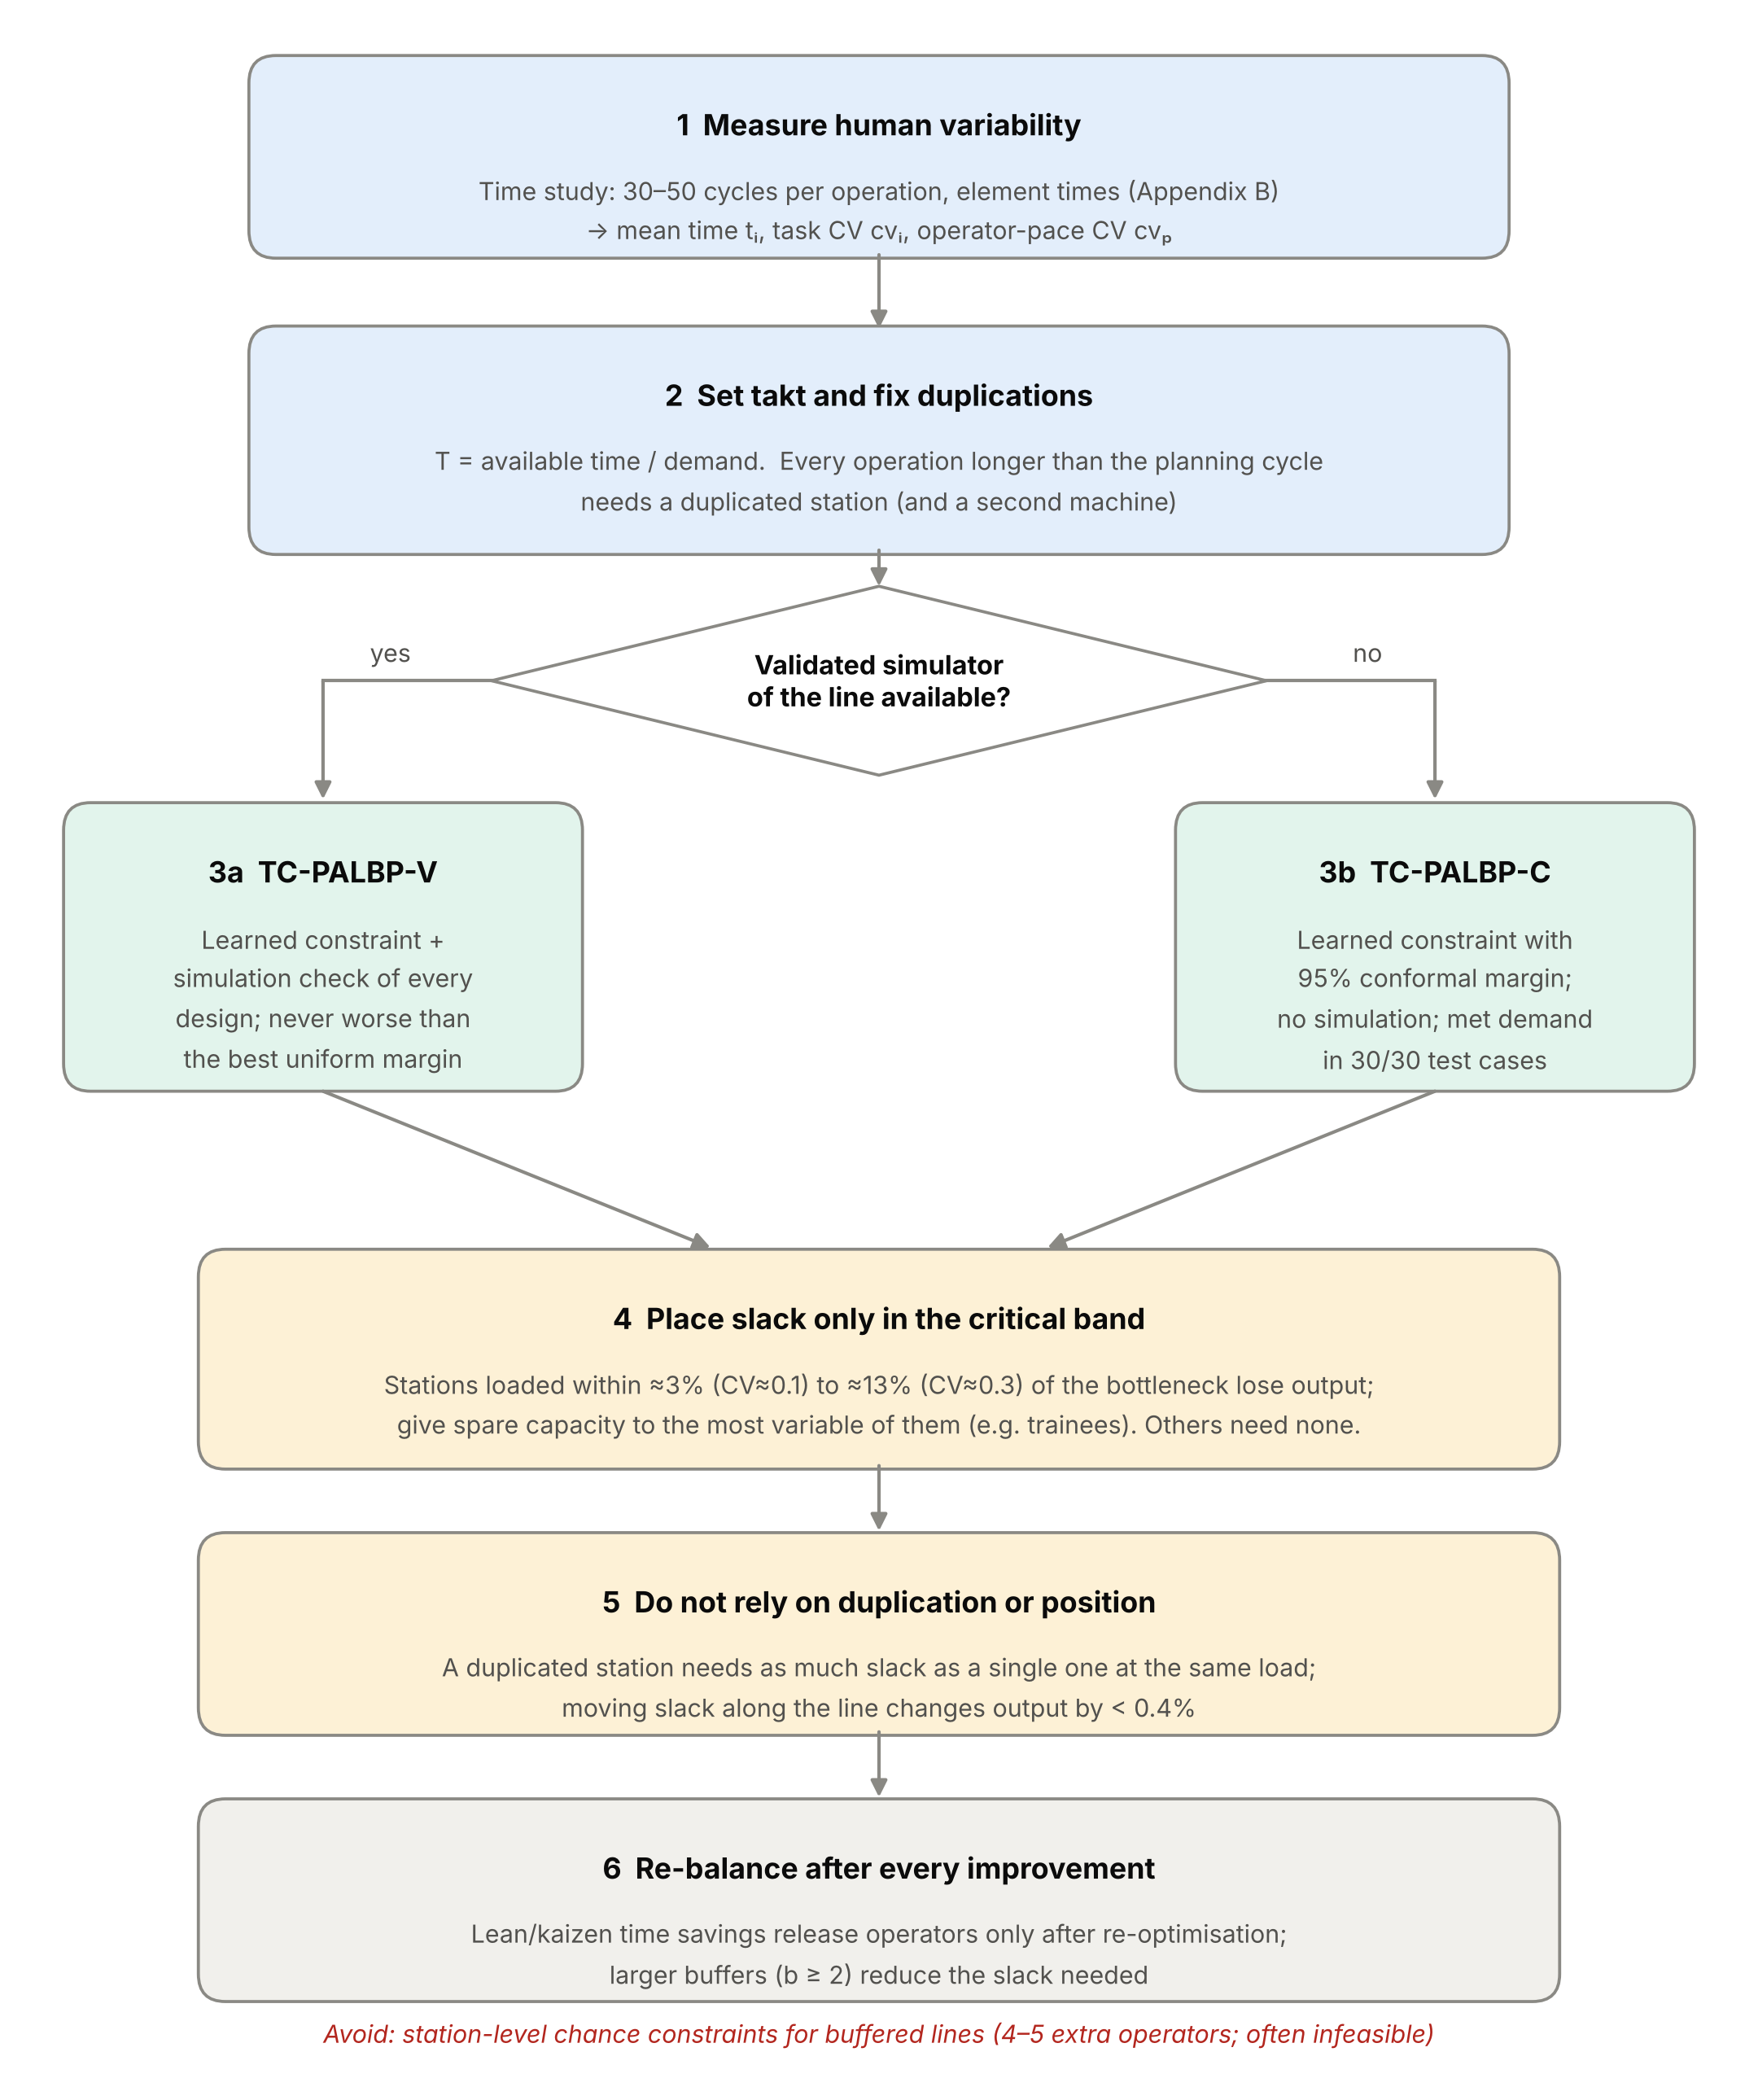 1 Measure human variability
Time study: 30–50 cycles per operation, element times (Appendix B)
→ mean time tᵢ, task CV cvᵢ, operator-pace CV cvₚ
2 Set takt and fix duplications
T = available time / demand. Every operation longer than the planning cycle
needs a duplicated station (and a second machine)
Validated simulator
of the line available?
yes
no
3a TC-PALBP-V
Learned constraint +
simulation check of every
design; never worse than
the best uniform margin
3b TC-PALBP-C
Learned constraint with
95% conformal margin;
no simulation; met demand
in 30/30 test cases
4 Place slack only in the critical band
Stations loaded within ≈3% (CV≈0.1) to ≈13% (CV≈0.3) of the bottleneck lose output;
give spare capacity to the most variable of them (e.g. trainees). Others need none.
5 Do not rely on duplication or position
A duplicated station needs as much slack as a single one at the same load;
moving slack along the line changes output by < 0.4%
6 Re-balance after every improvement
Lean/kaizen time savings release operators only after re-optimisation;
larger buffers (b ≥ 2) reduce the slack needed
Avoid: station-level chance constraints for buffered lines (4–5 extra operators; often infeasible)